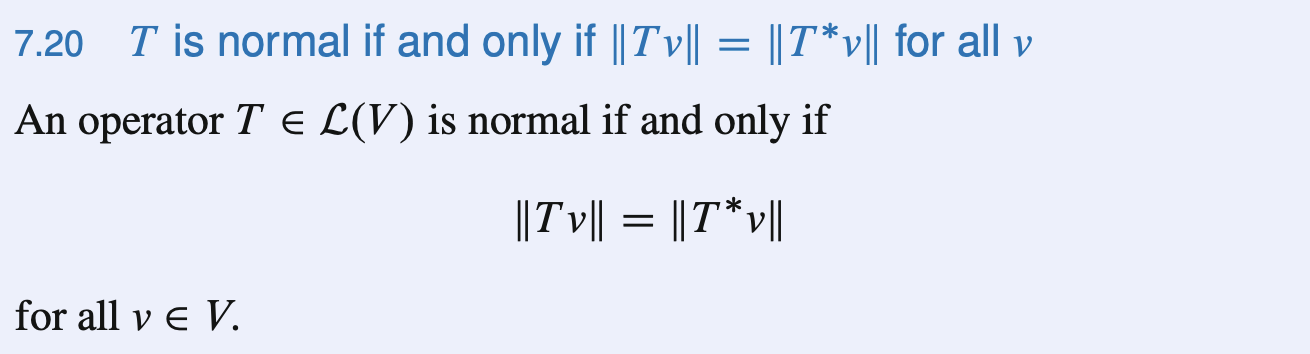 7.20 T is normal if and only if ‖Tv‖ = ‖T*v‖ for all v
An operator T ∈ ℒ(V) is normal if and only if
‖Tv‖ = ‖T*v‖
for all v ∈ V.